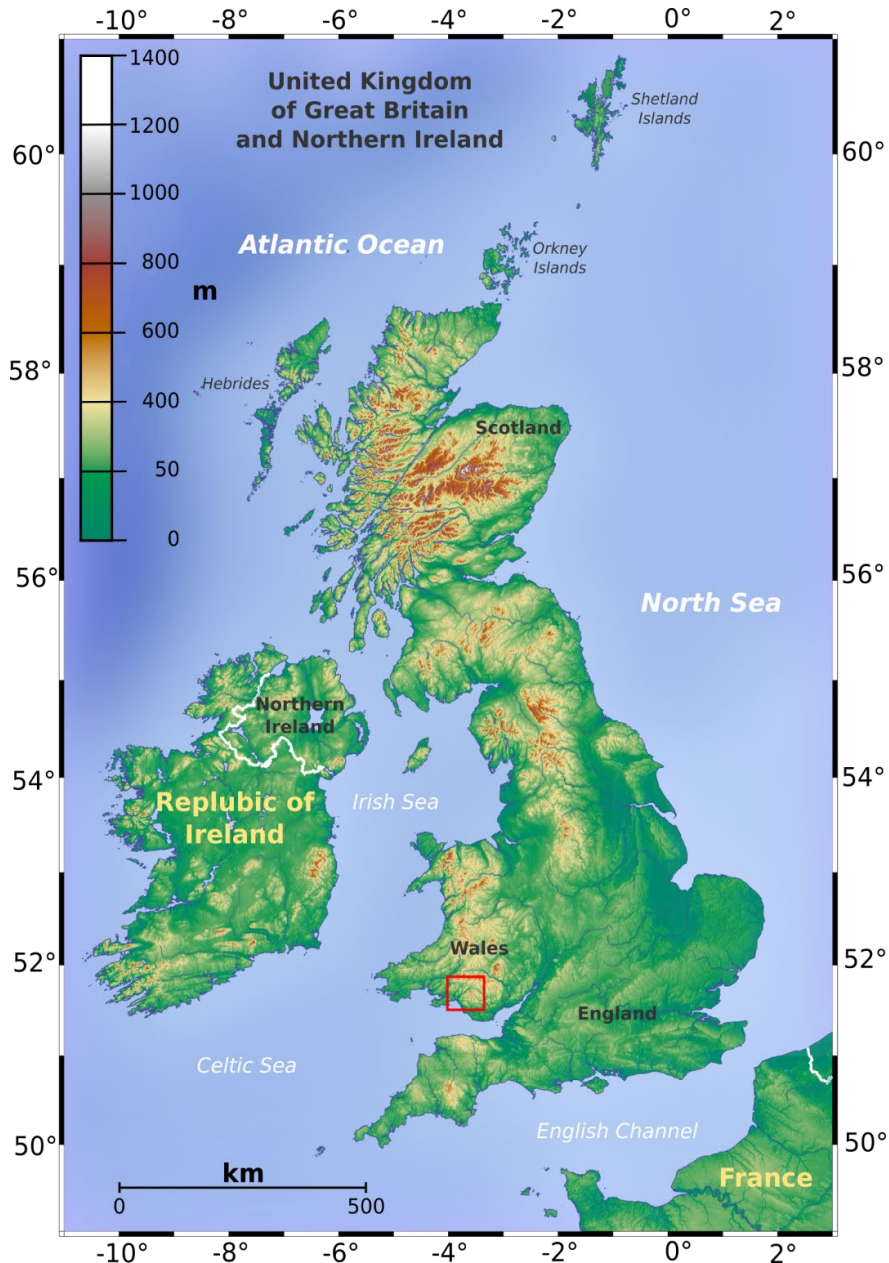 -10° -8° -6° -4° -2° 0° 2°
1400
1200
1000
800
m
600
400
50
0
United Kingdom
of Great Britain
and Northern Ireland
Shetland
Islands
60°
60°
Atlantic Ocean
Orkney
Islands
58°
58°
Hebrides
Scotland
56°
56°
North Sea
Northern
Ireland
54°
54°
Replubic of
Ireland
Irish Sea
Wales
52°
52°
England
Celtic Sea
English Channel
50°
50°
France
km
0 500
-10° -8° -6° -4° -2° 0° 2°